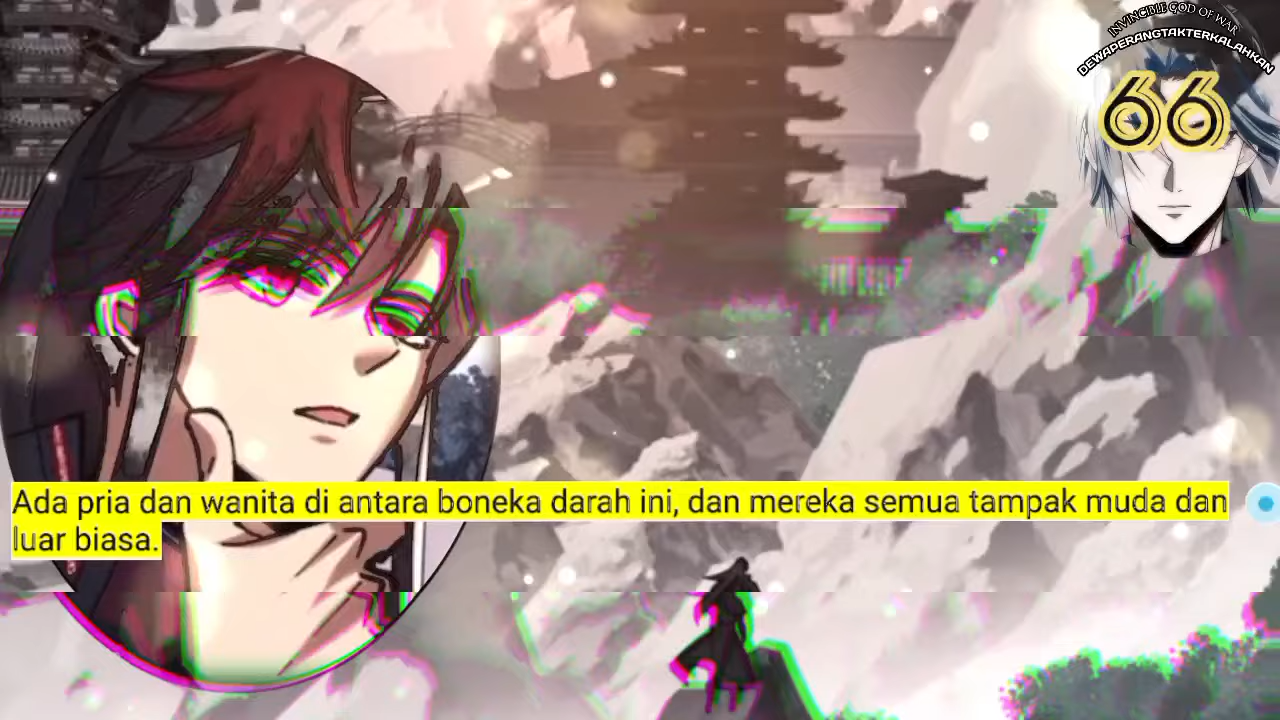 INVINCIBLE GOD OF WAR
DEWAPERANGTAKTERKALAHKAN
66
Ada pria dan wanita di antara boneka darah ini, dan mereka semua tampak muda dan
luar biasa.